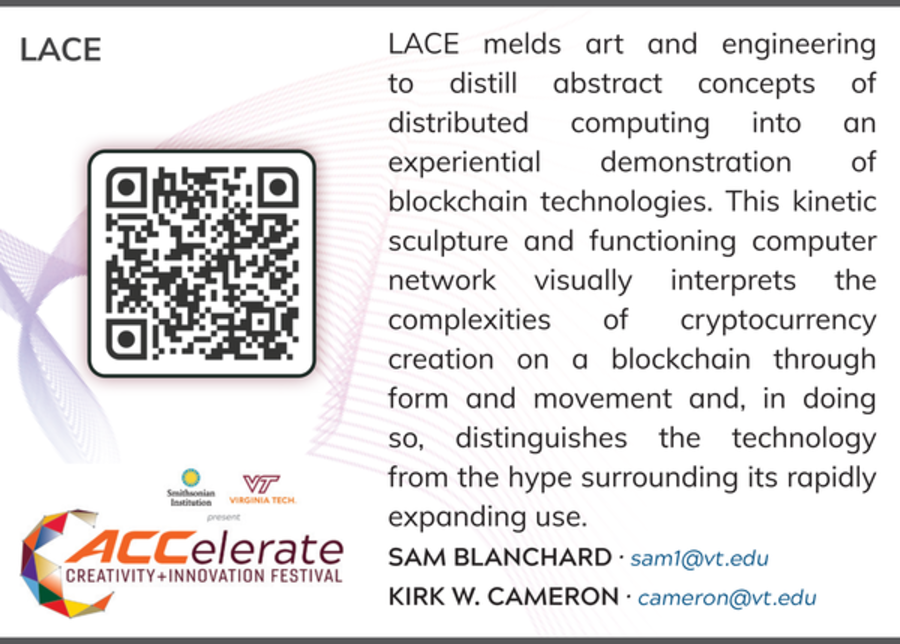 LACE
LACE melds art and engineering
to distill abstract concepts of
distributed computing into an
experiential demonstration of
blockchain technologies. This kinetic
sculpture and functioning computer
network visually interprets the
complexities of cryptocurrency
creation on a blockchain through
form and movement and, in doing
so, distinguishes the technology
from the hype surrounding its rapidly
expanding use.
SAM BLANCHARD · sam1@vt.edu
KIRK W. CAMERON · cameron@vt.edu
Smithsonian
Institution
VT
VIRGINIA TECH.
present
ACCelerate
CREATIVITY+INNOVATION FESTIVAL